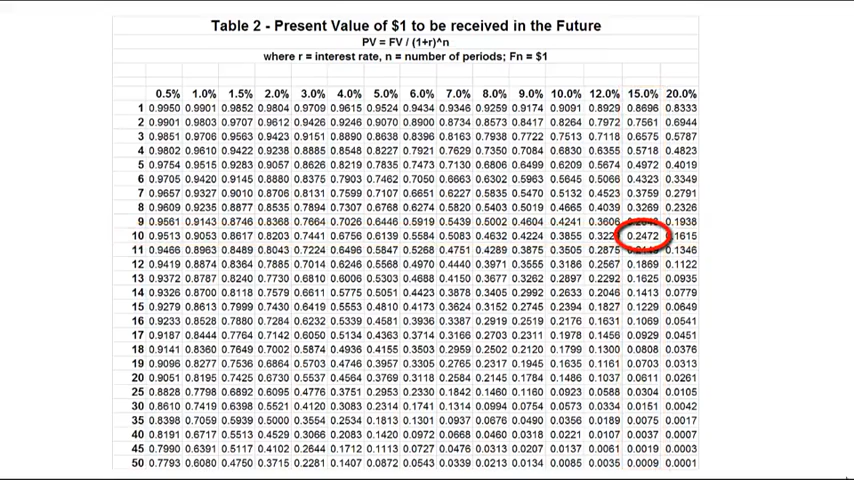 Table 2 - Present Value of $1 to be received in the Future
PV = FV / (1+r)^n
where r = interest rate, n = number of periods; Fn = $1
0.5% 1.0% 1.5% 2.0% 3.0% 4.0% 5.0% 6.0% 7.0% 8.0% 9.0% 10.0% 12.0% 15.0% 20.0%
1 0.9950 0.9901 0.9852 0.9804 0.9709 0.9615 0.9524 0.9434 0.9346 0.9259 0.9174 0.9091 0.8929 0.8696 0.8333
2 0.9901 0.9803 0.9707 0.9612 0.9426 0.9246 0.9070 0.8900 0.8734 0.8573 0.8417 0.8264 0.7972 0.7561 0.6944
3 0.9851 0.9706 0.9563 0.9423 0.9151 0.8890 0.8638 0.8396 0.8163 0.7938 0.7722 0.7513 0.7118 0.6575 0.5787
4 0.9802 0.9610 0.9422 0.9238 0.8885 0.8548 0.8227 0.7921 0.7629 0.7350 0.7084 0.6830 0.6355 0.5718 0.4823
5 0.9754 0.9515 0.9283 0.9057 0.8626 0.8219 0.7835 0.7473 0.7130 0.6806 0.6499 0.6209 0.5674 0.4972 0.4019
6 0.9705 0.9420 0.9145 0.8880 0.8375 0.7903 0.7462 0.7050 0.6663 0.6302 0.5963 0.5645 0.5066 0.4323 0.3349
7 0.9657 0.9327 0.9010 0.8706 0.8131 0.7599 0.7107 0.6651 0.6227 0.5835 0.5470 0.5132 0.4523 0.3759 0.2791
8 0.9609 0.9235 0.8877 0.8535 0.7894 0.7307 0.6768 0.6274 0.5820 0.5403 0.5019 0.4665 0.4039 0.3269 0.2326
9 0.9561 0.9143 0.8746 0.8368 0.7664 0.7026 0.6446 0.5919 0.5439 0.5002 0.4604 0.4241 0.3606 0.1938
10 0.9513 0.9053 0.8617 0.8203 0.7441 0.6756 0.6139 0.5584 0.5083 0.4632 0.4224 0.3855 0.322 0.2472 0.1615
11 0.9466 0.8963 0.8489 0.8043 0.7224 0.6496 0.5847 0.5268 0.4751 0.4289 0.3875 0.3505 0.2875 0.1346
12 0.9419 0.8874 0.8364 0.7885 0.7014 0.6246 0.5568 0.4970 0.4440 0.3971 0.3555 0.3186 0.2567 0.1869 0.1122
13 0.9372 0.8787 0.8240 0.7730 0.6810 0.6006 0.5303 0.4688 0.4150 0.3677 0.3262 0.2897 0.2292 0.1625 0.0935
14 0.9326 0.8700 0.8118 0.7579 0.6611 0.5775 0.5051 0.4423 0.3878 0.3405 0.2992 0.2633 0.2046 0.1413 0.0779
15 0.9279 0.8613 0.7999 0.7430 0.6419 0.5553 0.4810 0.4173 0.3624 0.3152 0.2745 0.2394 0.1827 0.1229 0.0649
16 0.9233 0.8528 0.7880 0.7284 0.6232 0.5339 0.4581 0.3936 0.3387 0.2919 0.2519 0.2176 0.1631 0.1069 0.0541
17 0.9187 0.8444 0.7764 0.7142 0.6050 0.5134 0.4363 0.3714 0.3166 0.2703 0.2311 0.1978 0.1456 0.0929 0.0451
18 0.9141 0.8360 0.7649 0.7002 0.5874 0.4936 0.4155 0.3503 0.2959 0.2502 0.2120 0.1799 0.1300 0.0808 0.0376
19 0.9096 0.8277 0.7536 0.6864 0.5703 0.4746 0.3957 0.3305 0.2765 0.2317 0.1945 0.1635 0.1161 0.0703 0.0313
20 0.9051 0.8195 0.7425 0.6730 0.5537 0.4564 0.3769 0.3118 0.2584 0.2145 0.1784 0.1486 0.1037 0.0611 0.0261
25 0.8828 0.7798 0.6892 0.6095 0.4776 0.3751 0.2953 0.2330 0.1842 0.1460 0.1160 0.0923 0.0588 0.0304 0.0105
30 0.8610 0.7419 0.6398 0.5521 0.4120 0.3083 0.2314 0.1741 0.1314 0.0994 0.0754 0.0573 0.0334 0.0151 0.0042
35 0.8398 0.7059 0.5939 0.5000 0.3554 0.2534 0.1813 0.1301 0.0937 0.0676 0.0490 0.0356 0.0189 0.0075 0.0017
40 0.8191 0.6717 0.5513 0.4529 0.3066 0.2083 0.1420 0.0972 0.0668 0.0460 0.0318 0.0221 0.0107 0.0037 0.0007
45 0.7990 0.6391 0.5117 0.4102 0.2644 0.1712 0.1113 0.0727 0.0476 0.0313 0.0207 0.0137 0.0061 0.0019 0.0003
50 0.7793 0.6080 0.4750 0.3715 0.2281 0.1407 0.0872 0.0543 0.0339 0.0213 0.0134 0.0085 0.0035 0.0009 0.0001